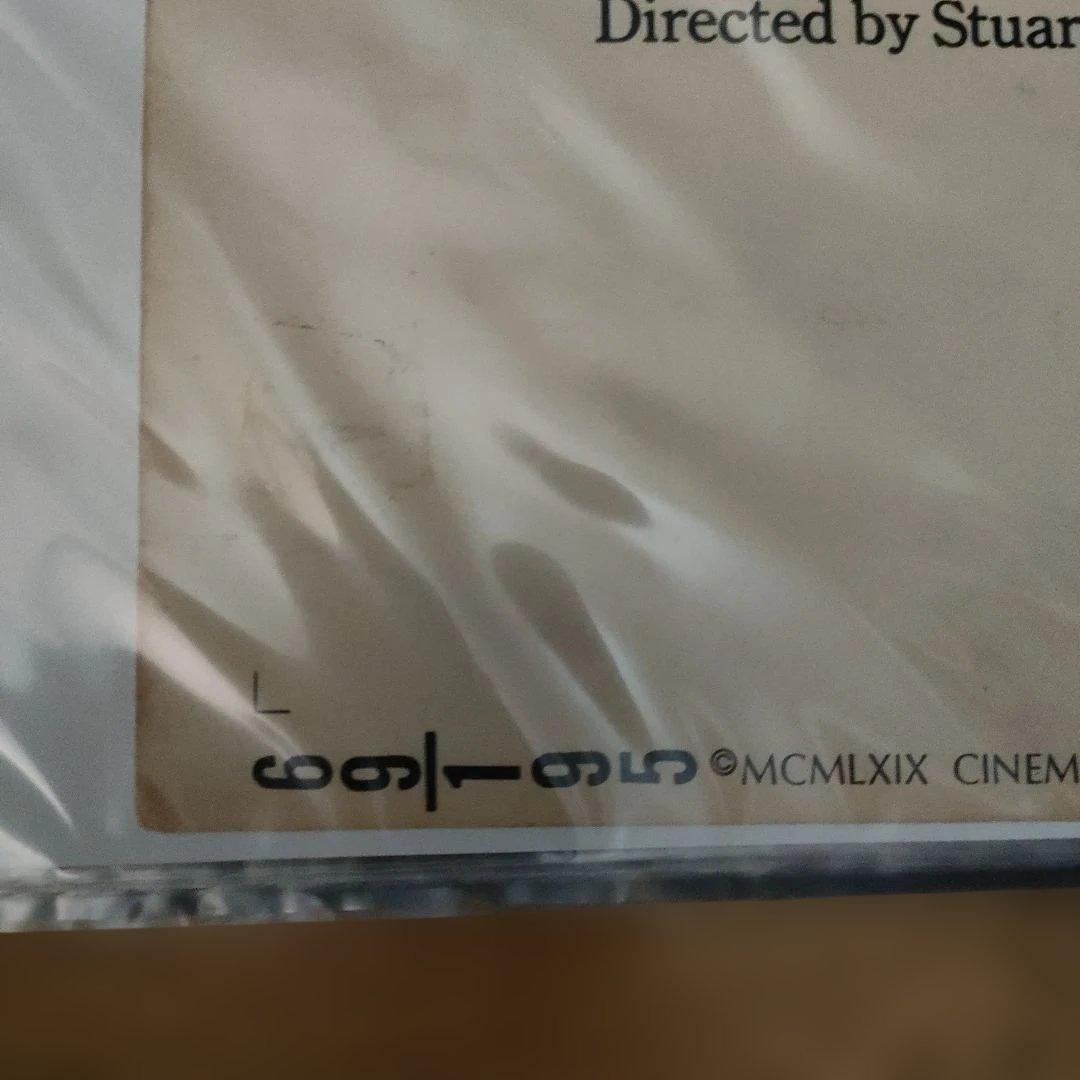 Directed by Stuar
69/195
©MCMLXIX CINEM